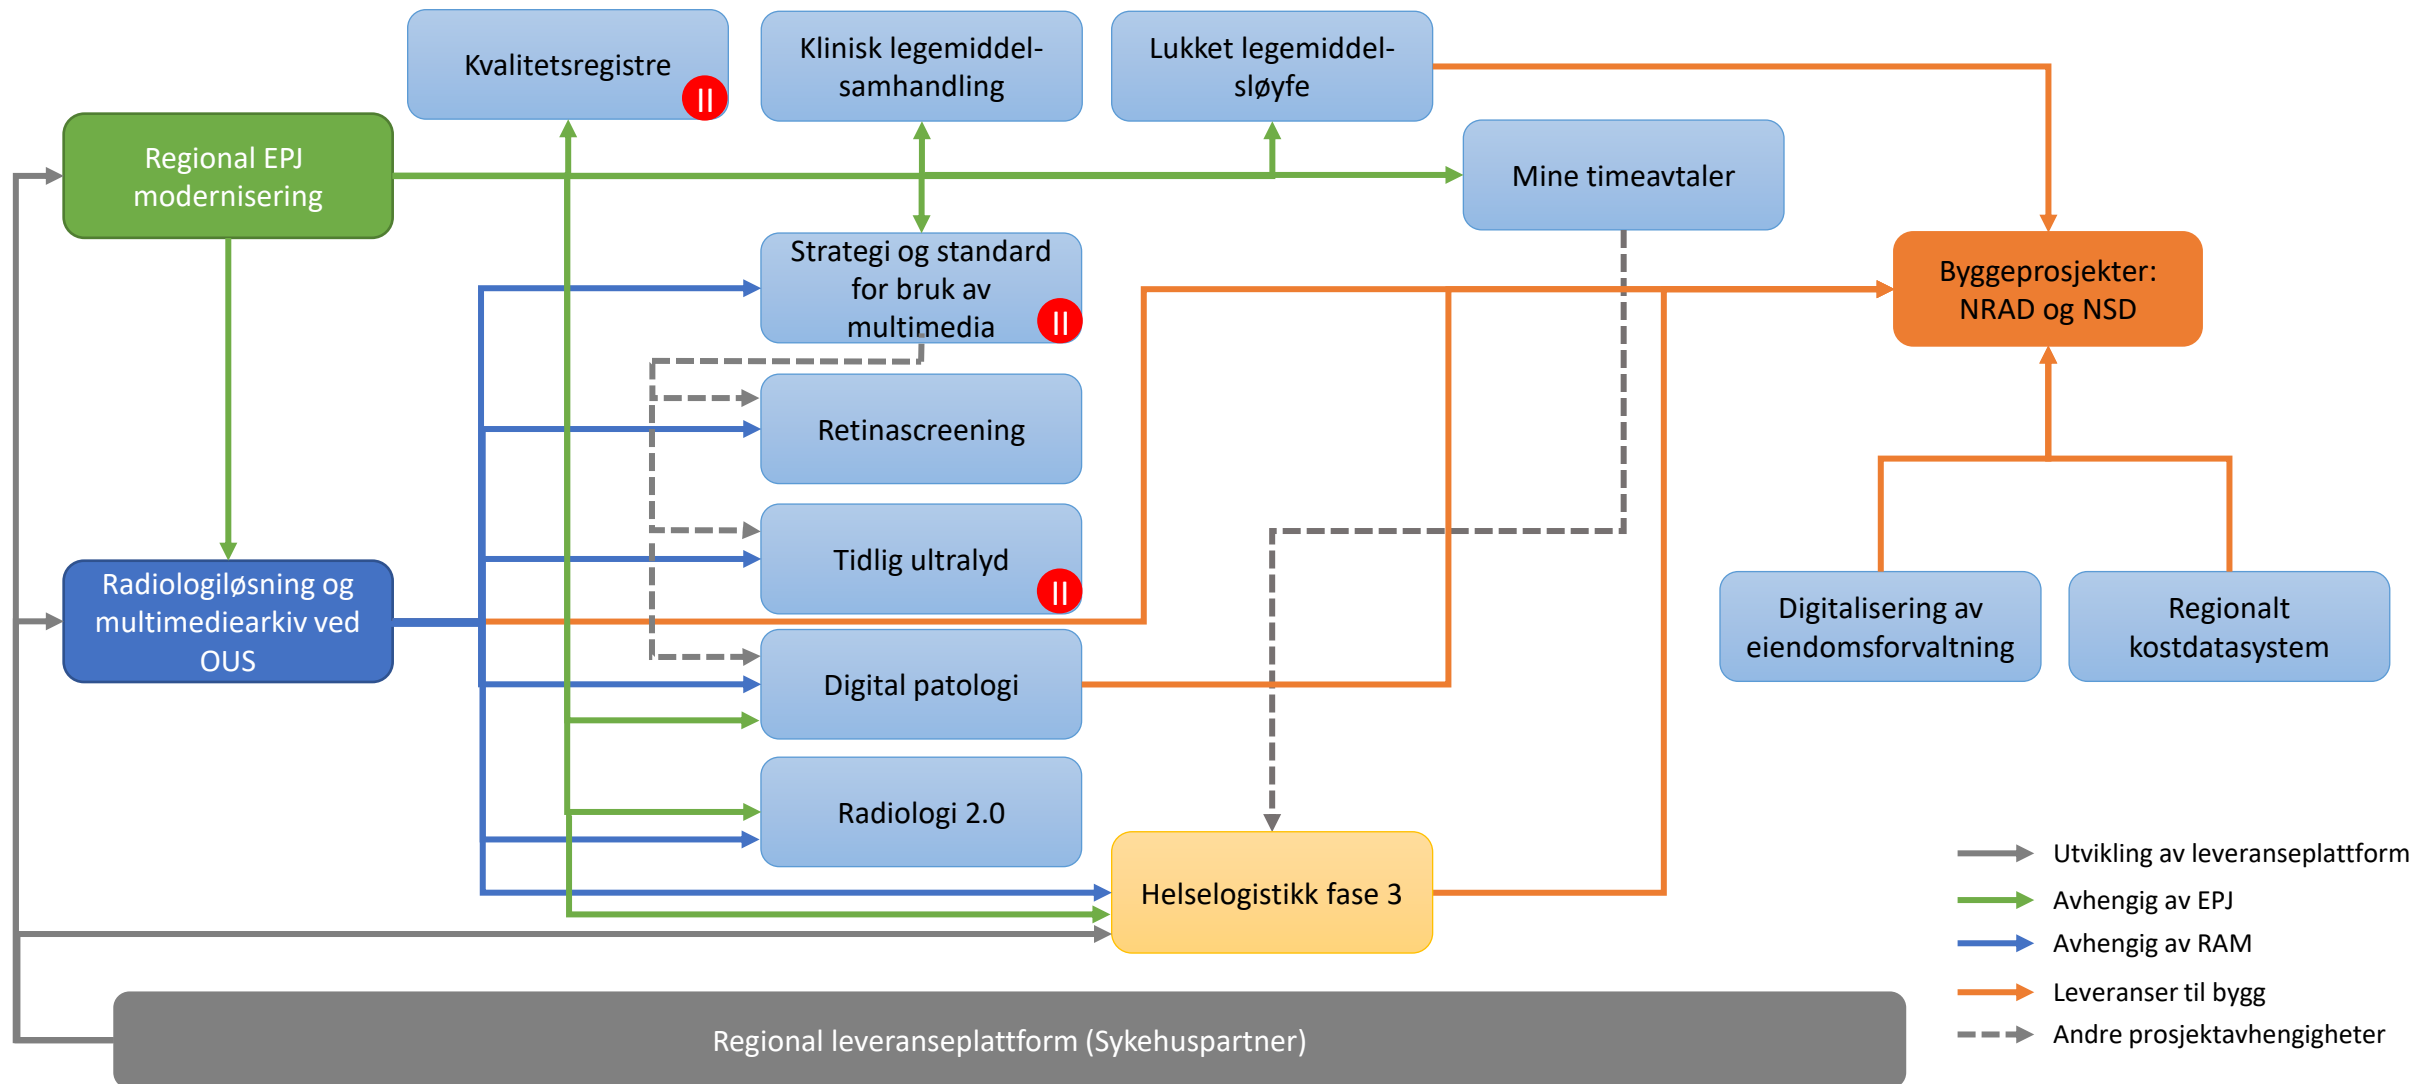 Kvalitetsregistre
Klinisk legemiddel-
samhandling
Lukket legemiddel-
sløyfe
Regional EPJ
modernisering
Mine timeavtaler
Strategi og standard
for bruk av
multimedia
Byggeprosjekter:
NRAD og NSD
Retinascreening
Tidlig ultralyd
Radiologiløsning og
multimediearkiv ved
OUS
Digitalisering av
eiendomsforvaltning
Regionalt
kostdatasystem
Digital patologi
Radiologi 2.0
Helselogistikk fase 3
Utvikling av leveranseplattform
Avhengig av EPJ
Avhengig av RAM
Leveranser til bygg
Andre prosjektavhengigheter
Regional leveranseplattform (Sykehuspartner)